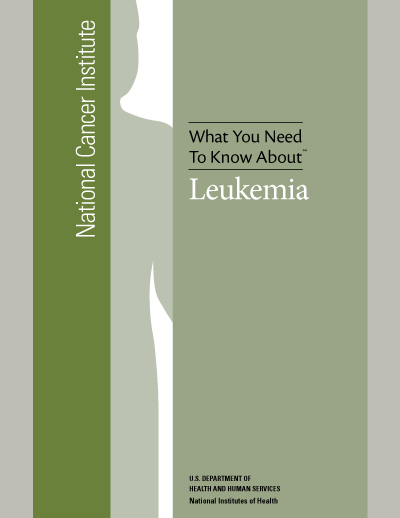 National Cancer Institute
What You Need
To Know About™
Leukemia
U.S. DEPARTMENT OF
HEALTH AND HUMAN SERVICES
National Institutes of Health